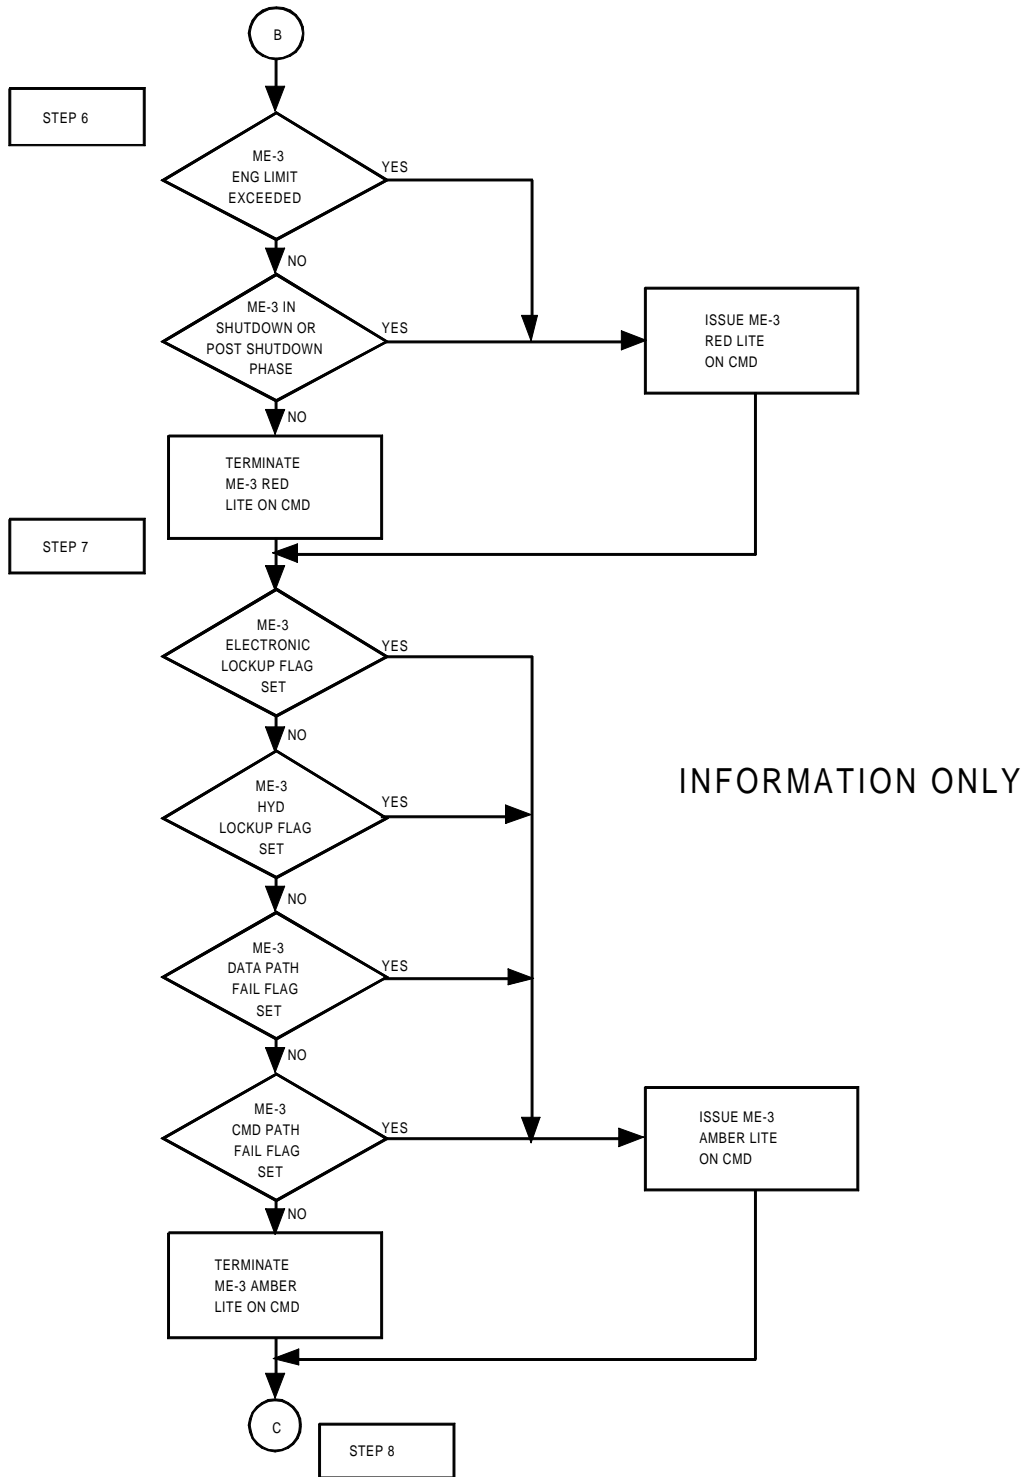 B
STEP 6
ME-3
ENG LIMIT
EXCEEDED
YES
NO
ME-3 IN
SHUTDOWN OR
POST SHUTDOWN
PHASE
YES
ISSUE ME-3
RED LITE
ON CMD
NO
TERMINATE
ME-3 RED
LITE ON CMD
STEP 7
ME-3
ELECTRONIC
LOCKUP FLAG
SET
YES
NO
ME-3
HYD
LOCKUP FLAG
SET
YES
INFORMATION ONLY
NO
ME-3
DATA PATH
FAIL FLAG
SET
YES
NO
ME-3
CMD PATH
FAIL FLAG
SET
YES
ISSUE ME-3
AMBER LITE
ON CMD
NO
TERMINATE
ME-3 AMBER
LITE ON CMD
C
STEP 8